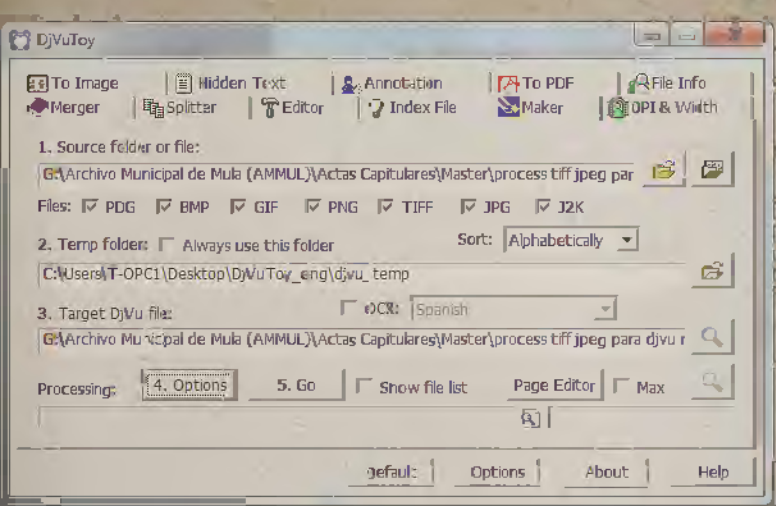 DjVuToy
To Image Hidden Text Annotation To PDF File Info
Merger Splitter Editor Index File Maker DPI & Width
1. Source folder or file:
G:\Archivo Municipal de Mula (AMMUL)\Actas Capitulares\Master\process tiff jpeg par
Files: PDG BMP GIF PNG TIFF JPG J2K
2. Temp folder: Always use this folder Sort: Alphabetically
C:\Users\T-OPC1\Desktop\DjVuToy_eng\djvu_temp
3. Target DjVu file: OCR: Spanish
G:\Archivo Municipal de Mula (AMMUL)\Actas Capitulares\Master\process tiff jpeg para djvu r
Processing: 4. Options 5. Go Show file list Page Editor Max
Default Options About Help